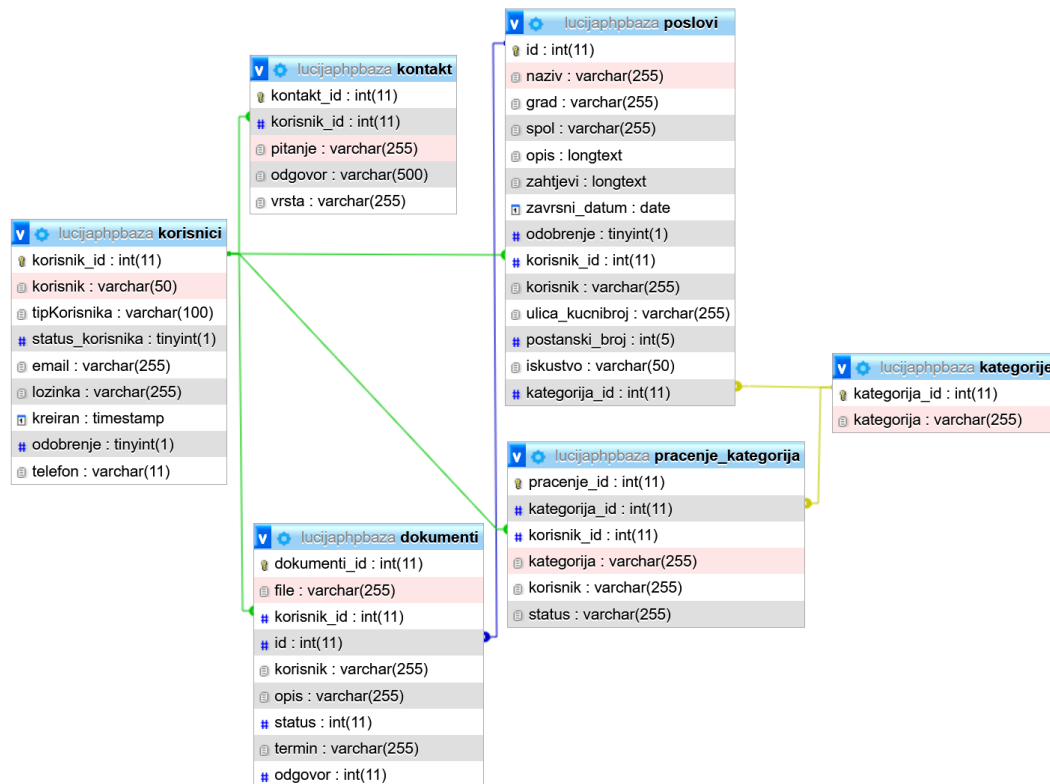 lucijaphpbaza kontakt
kontakt_id : int(11)
korisnik_id : int(11)
pitanje : varchar(255)
odgovor : varchar(500)
vrsta : varchar(255)
lucijaphpbaza korisnici
korisnik_id : int(11)
korisnik : varchar(50)
tipKorisnika : varchar(100)
status_korisnika : tinyint(1)
email : varchar(255)
lozinka : varchar(255)
kreiran : timestamp
odobrenje : tinyint(1)
telefon : varchar(11)
lucijaphpbaza dokumenti
dokumenti_id : int(11)
file : varchar(255)
korisnik_id : int(11)
id : int(11)
korisnik : varchar(255)
opis : varchar(255)
status : int(11)
termin : varchar(255)
odgovor : int(11)
lucijaphpbaza poslovi
id : int(11)
naziv : varchar(255)
grad : varchar(255)
spol : varchar(255)
opis : longtext
zahtjevi : longtext
zavrsni_datum : date
odobrenje : tinyint(1)
korisnik_id : int(11)
korisnik : varchar(255)
ulica_kucnibroj : varchar(255)
postanski_broj : int(5)
iskustvo : varchar(50)
kategorija_id : int(11)
lucijaphpbaza pracenje_kategorija
pracenje_id : int(11)
kategorija_id : int(11)
korisnik_id : int(11)
kategorija : varchar(255)
korisnik : varchar(255)
status : varchar(255)
lucijaphpbaza kategorije
kategorija_id : int(11)
kategorija : varchar(255)